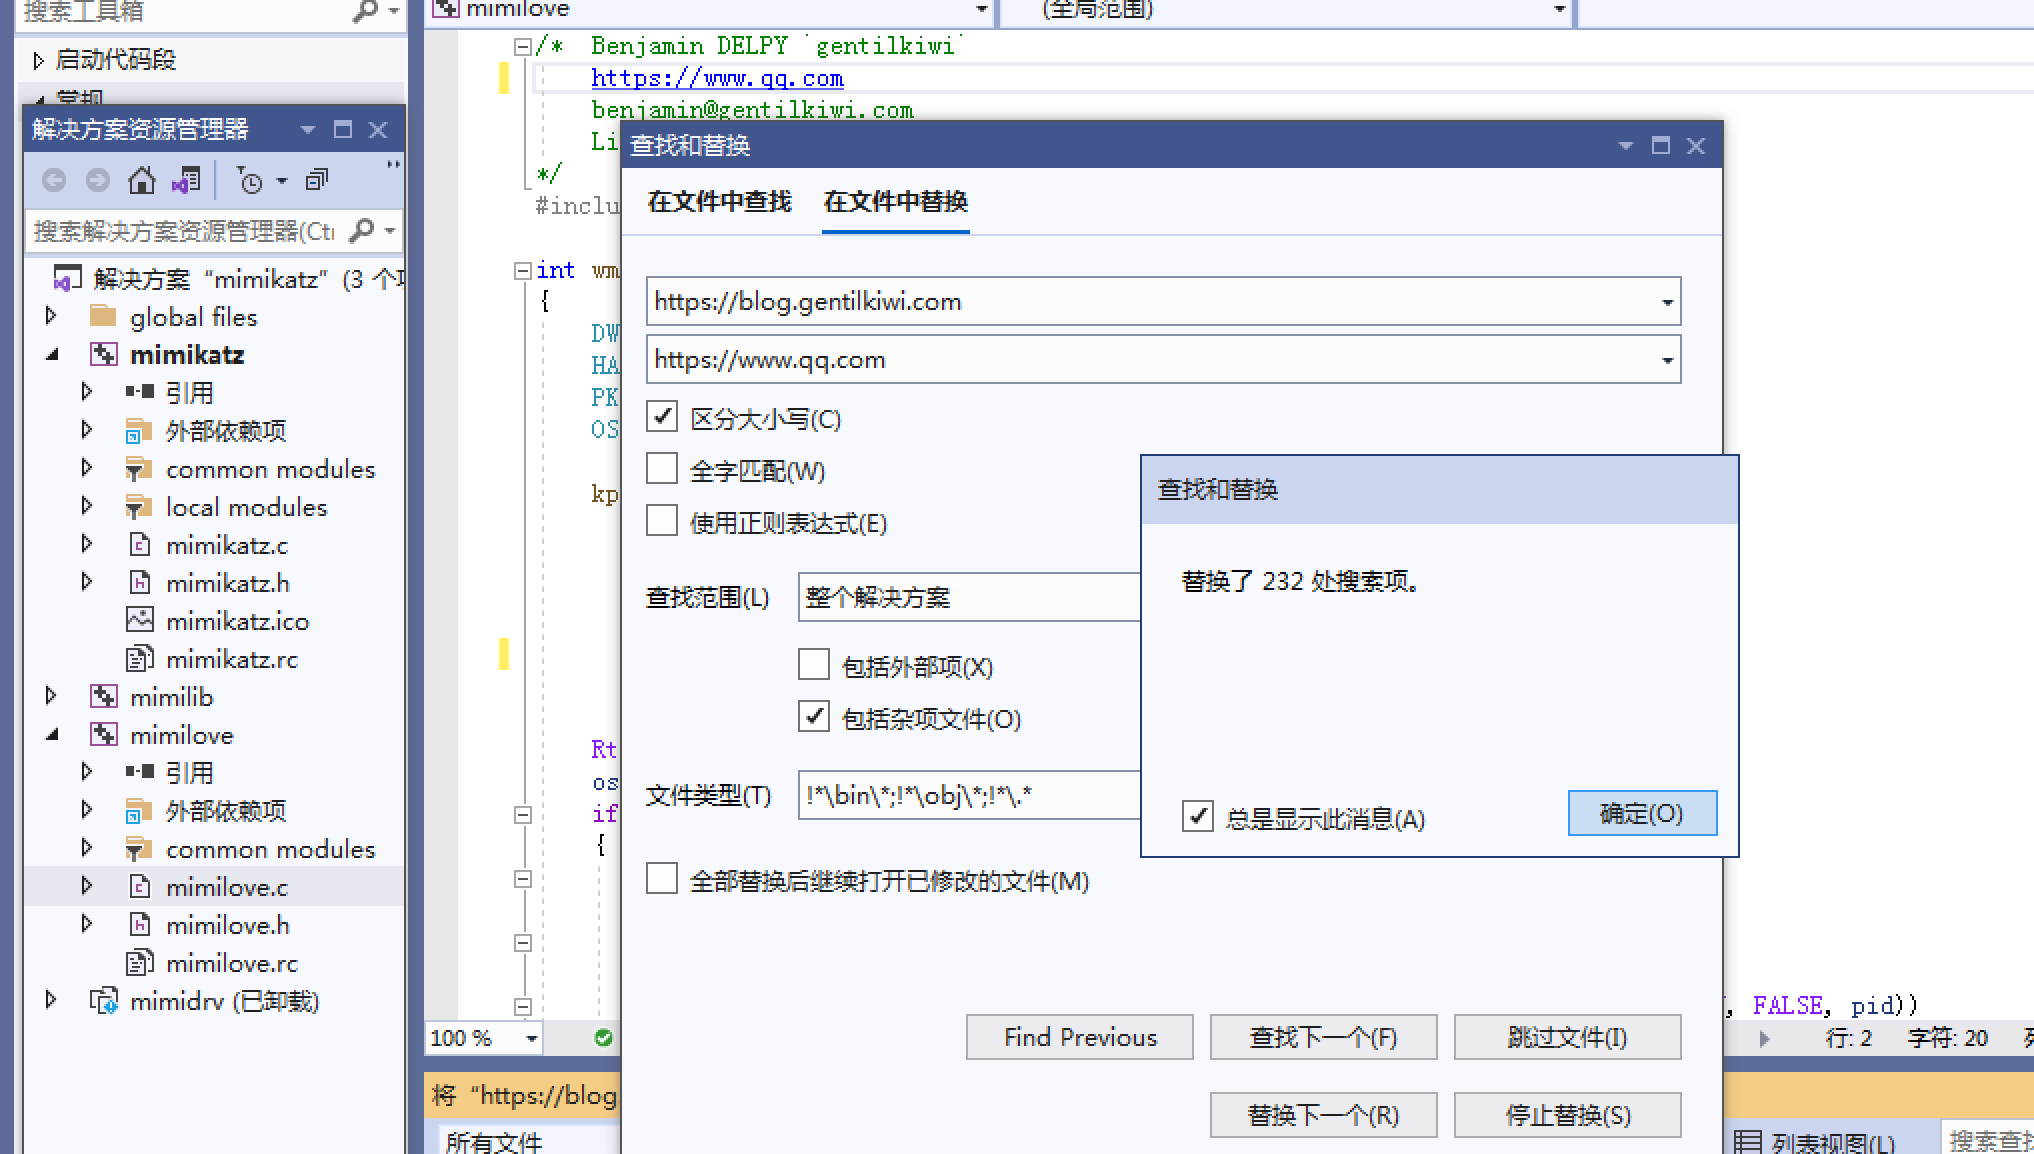 搜索工具箱
启动代码段
常规
解决方案资源管理器
搜索解决方案资源管理器(Ctr
解决方案 “mimikatz” (3 个项
global files
mimikatz
引用
外部依赖项
common modules
local modules
mimikatz.c
mimikatz.h
mimikatz.ico
mimikatz.rc
mimilib
mimilove
引用
外部依赖项
common modules
mimilove.c
mimilove.h
mimilove.rc
mimidrv (已卸载)
mimilove
(全局范围)
/*  Benjamin DELPY `gentilkiwi`
https://www.qq.com
benjamin@gentilkiwi.com
Li
*/
#inclu
int wm
{
DW
HA
PK
OS
kp
Rt
os
if
{
, FALSE, pid))
100 %
行: 2
字符: 20
将 “https://blog.
所有文件
列表视图(L)
搜索查找
查找和替换
在文件中查找
在文件中替换
https://blog.gentilkiwi.com
https://www.qq.com
区分大小写(C)
全字匹配(W)
使用正则表达式(E)
查找范围(L)
整个解决方案
包括外部项(X)
包括杂项文件(O)
文件类型(T)
!*\bin\*;!*\obj\*;!*\.*
全部替换后继续打开已修改的文件(M)
Find Previous
查找下一个(F)
跳过文件(I)
替换下一个(R)
停止替换(S)
查找和替换
替换了 232 处搜索项。
总是显示此消息(A)
确定(O)